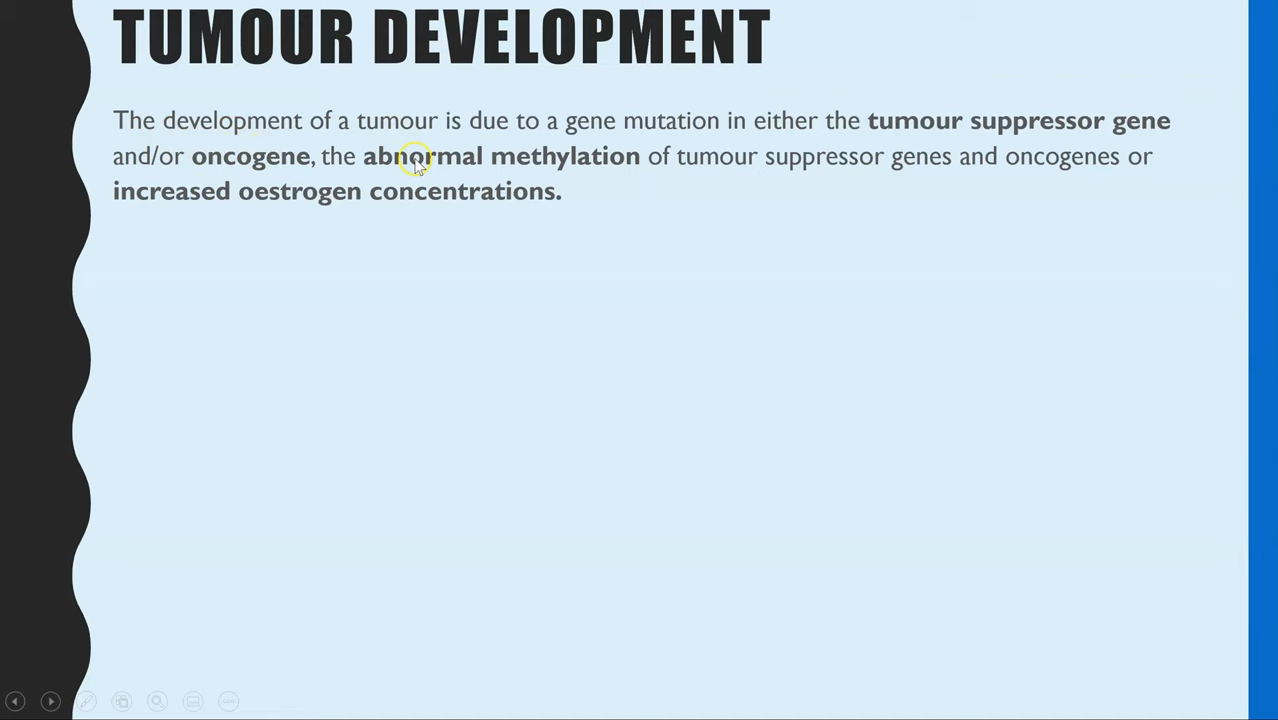 TUMOUR DEVELOPMENT
The development of a tumour is due to a gene mutation in either the tumour suppressor gene
and/or oncogene, the abnormal methylation of tumour suppressor genes and oncogenes or
increased oestrogen concentrations.